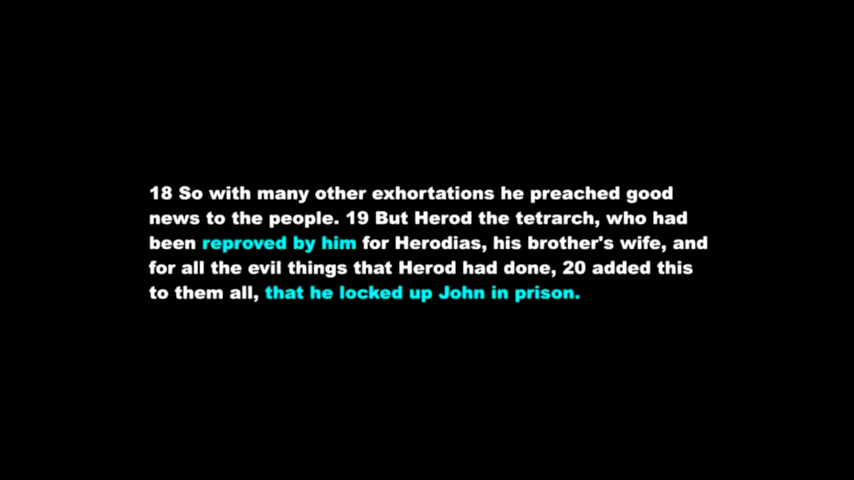 18 So with many other exhortations he preached good
news to the people. 19 But Herod the tetrarch, who had
been reproved by him for Herodias, his brother's wife, and
for all the evil things that Herod had done, 20 added this
to them all, that he locked up John in prison.